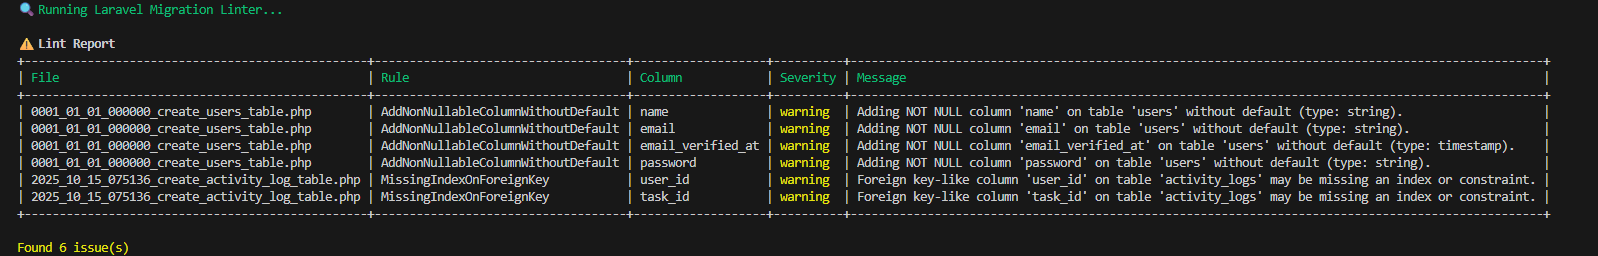 🔍 Running Laravel Migration Linter...
⚠️ Lint Report
+-------------------------------------------------+------------------------------------+--------------------+----------+----------------------------------------------------------------------------------------------------+
| File | Rule | Column | Severity | Message |
+-------------------------------------------------+------------------------------------+--------------------+----------+----------------------------------------------------------------------------------------------------+
| 0001_01_01_000000_create_users_table.php | AddNonNullableColumnWithoutDefault | name | warning | Adding NOT NULL column 'name' on table 'users' without default (type: string). |
| 0001_01_01_000000_create_users_table.php | AddNonNullableColumnWithoutDefault | email | warning | Adding NOT NULL column 'email' on table 'users' without default (type: string). |
| 0001_01_01_000000_create_users_table.php | AddNonNullableColumnWithoutDefault | email_verified_at | warning | Adding NOT NULL column 'email_verified_at' on table 'users' without default (type: timestamp). |
| 0001_01_01_000000_create_users_table.php | AddNonNullableColumnWithoutDefault | password | warning | Adding NOT NULL column 'password' on table 'users' without default (type: string). |
| 2025_10_15_075136_create_activity_log_table.php | MissingIndexOnForeignKey | user_id | warning | Foreign key-like column 'user_id' on table 'activity_logs' may be missing an index or constraint. |
| 2025_10_15_075136_create_activity_log_table.php | MissingIndexOnForeignKey | task_id | warning | Foreign key-like column 'task_id' on table 'activity_logs' may be missing an index or constraint. |
+-------------------------------------------------+------------------------------------+--------------------+----------+----------------------------------------------------------------------------------------------------+
Found 6 issue(s)